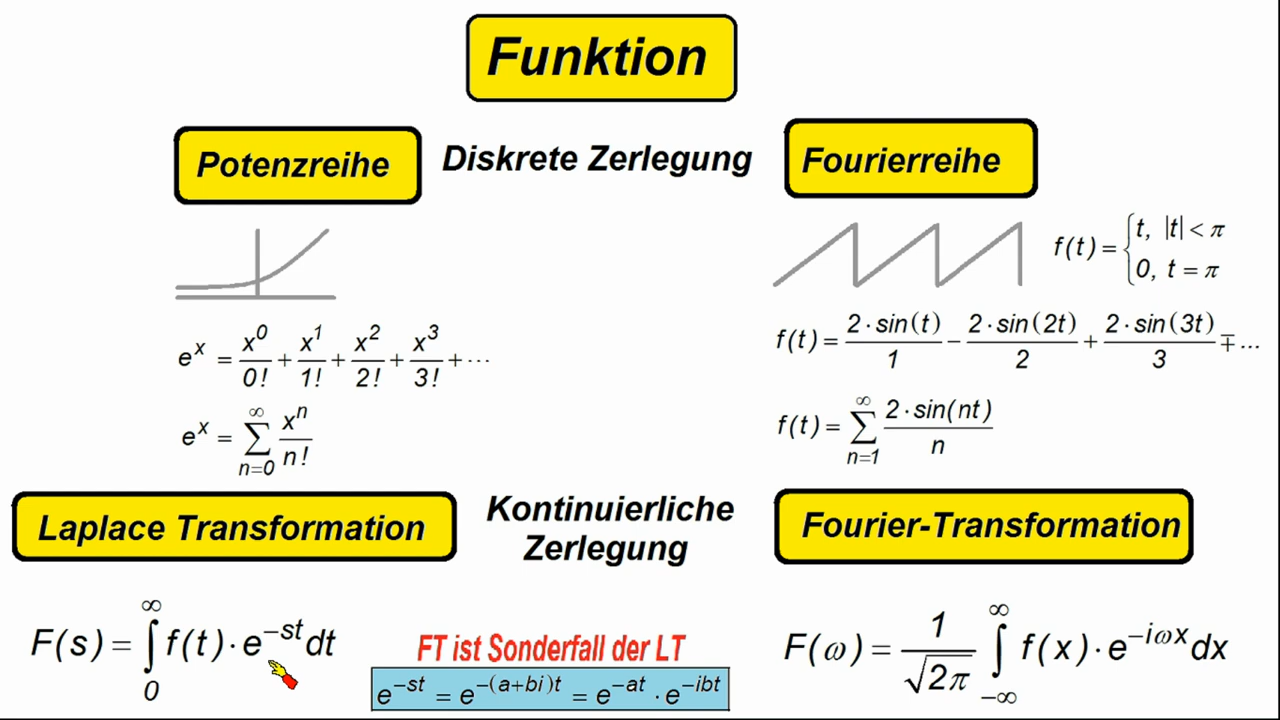 Funktion
Potenzreihe
Diskrete Zerlegung
Fourierreihe
f(t) = { t, |t| < π
0, t = π
e^x = x^0/0! + x^1/1! + x^2/2! + x^3/3! + ⋯
f(t) = 2·sin(t)/1 − 2·sin(2t)/2 + 2·sin(3t)/3 ∓ ...
e^x = ∑_{n=0}^{∞} x^n/n!
f(t) = ∑_{n=1}^{∞} 2·sin(nt)/n
Laplace Transformation
Kontinuierliche
Zerlegung
Fourier-Transformation
F(s) = ∫_0^∞ f(t)·e^{−st} dt
FT ist Sonderfall der LT
e^{−st} = e^{−(a+bi)t} = e^{−at}·e^{−ibt}
F(ω) = 1/√(2π) ∫_{−∞}^{∞} f(x)·e^{−iωx} dx